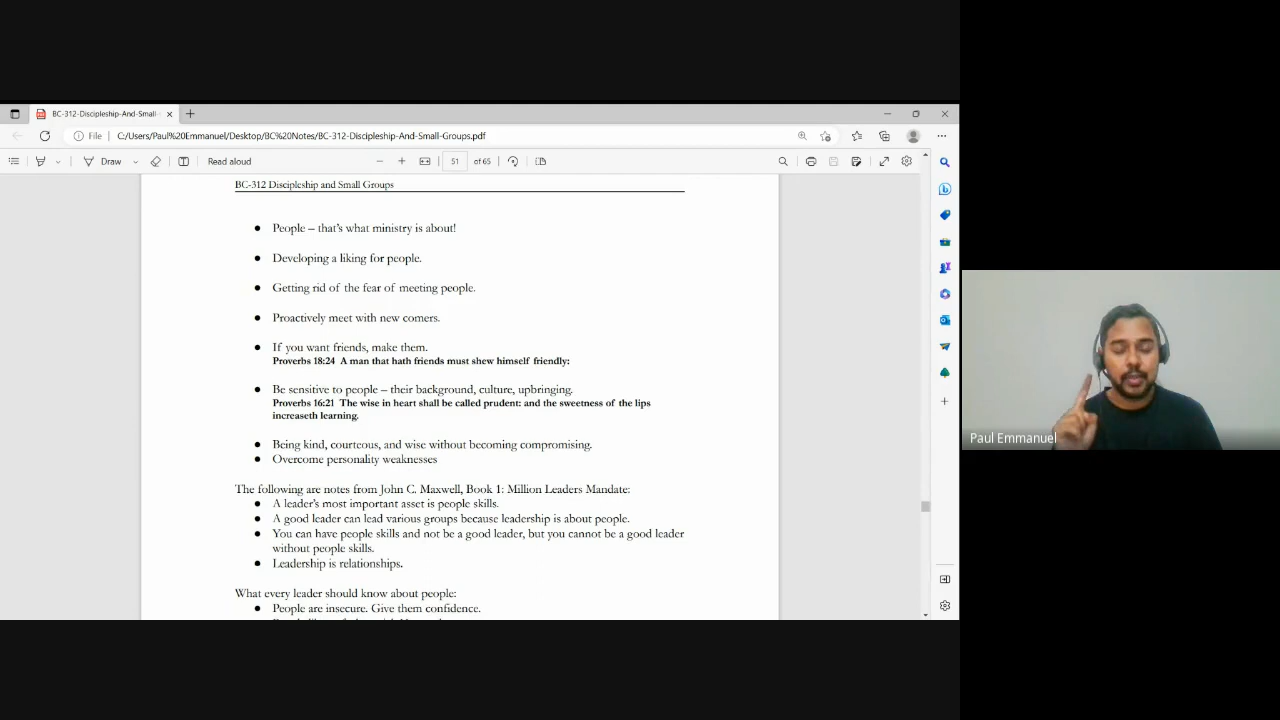 BC-312-Discipleship-And-Small-
File
C:/Users/Paul%20Emmanuel/Desktop/BC%20Notes/BC-312-Discipleship-And-Small-Groups.pdf
Draw
Read aloud
51 of 65
BC-312 Discipleship and Small Groups
● People – that's what ministry is about!
● Developing a liking for people.
● Getting rid of the fear of meeting people.
● Proactively meet with new comers.
● If you want friends, make them.
Proverbs 18:24 A man that hath friends must shew himself friendly:
● Be sensitive to people – their background, culture, upbringing.
Proverbs 16:21 The wise in heart shall be called prudent: and the sweetness of the lips
increaseth learning.
● Being kind, courteous, and wise without becoming compromising.
● Overcome personality weaknesses
The following are notes from John C. Maxwell, Book 1: Million Leaders Mandate:
● A leader's most important asset is people skills.
● A good leader can lead various groups because leadership is about people.
● You can have people skills and not be a good leader, but you cannot be a good leader
without people skills.
● Leadership is relationships.
What every leader should know about people:
● People are insecure. Give them confidence.
Paul Emmanuel